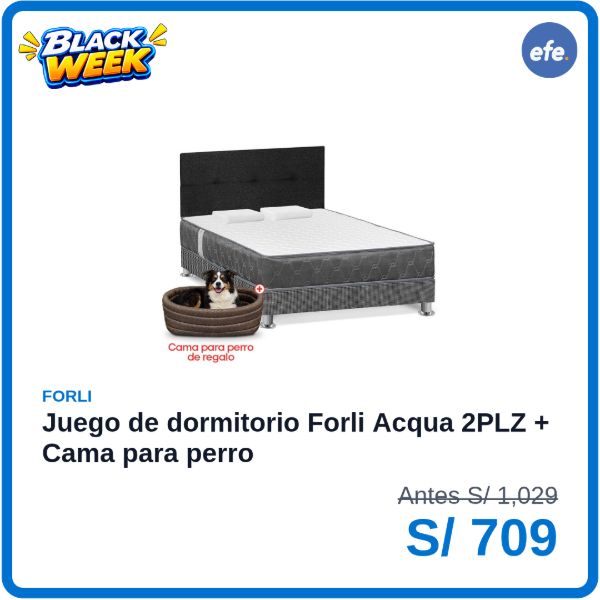 BLACK
WEEK
efe.
Cama para perro
de regalo
FORLI
Juego de dormitorio Forli Acqua 2PLZ +
Cama para perro
Antes S/ 1,029
S/ 709